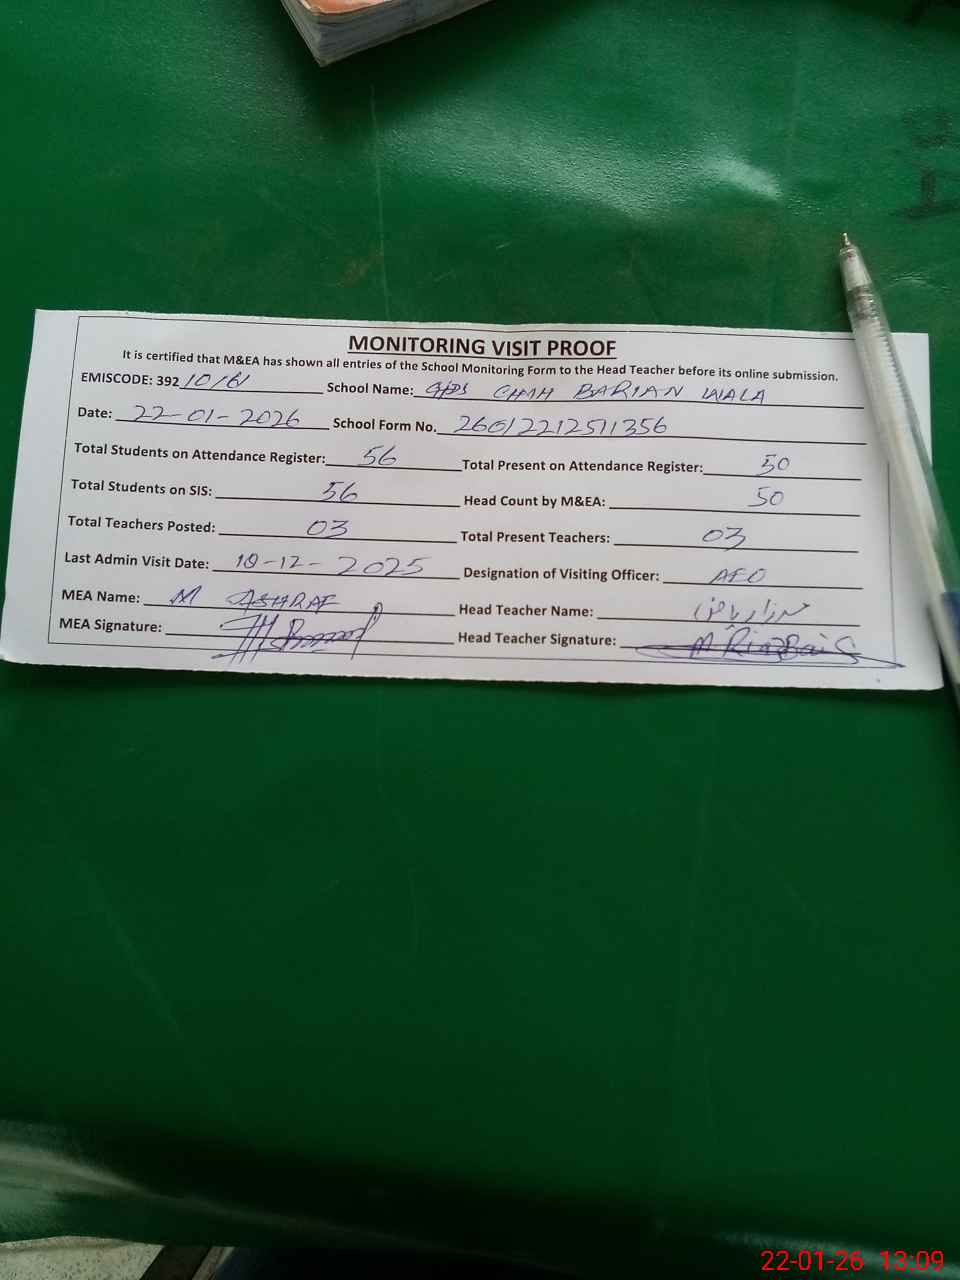 MONITORING VISIT PROOF
It is certified that M&EA has shown all entries of the School Monitoring Form to the Head Teacher before its online submission.
EMISCODE: 392 10161 School Name: GPS CHAH BARIAN WALA
Date: 22-01-2026 School Form No. 26012212511356
Total Students on Attendance Register: 56 Total Present on Attendance Register: 50
Total Students on SIS: 56 Head Count by M&EA: 50
Total Teachers Posted: 03 Total Present Teachers: 03
Last Admin Visit Date: 10-12-2025 Designation of Visiting Officer: AEO
MEA Name: M ASHRAF Head Teacher Name:
MEA Signature: Head Teacher Signature:
22-01-26 13:09